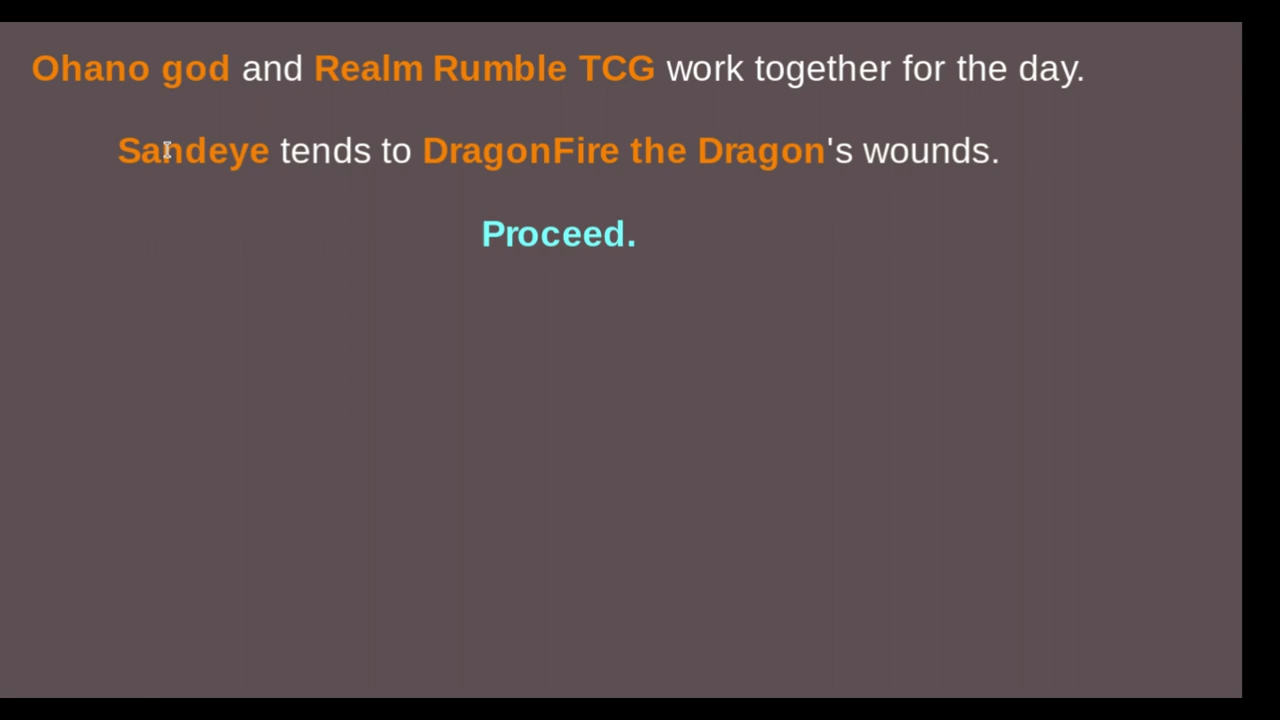 Ohano god and Realm Rumble TCG work together for the day.
Sandeye tends to DragonFire the Dragon's wounds.
Proceed.